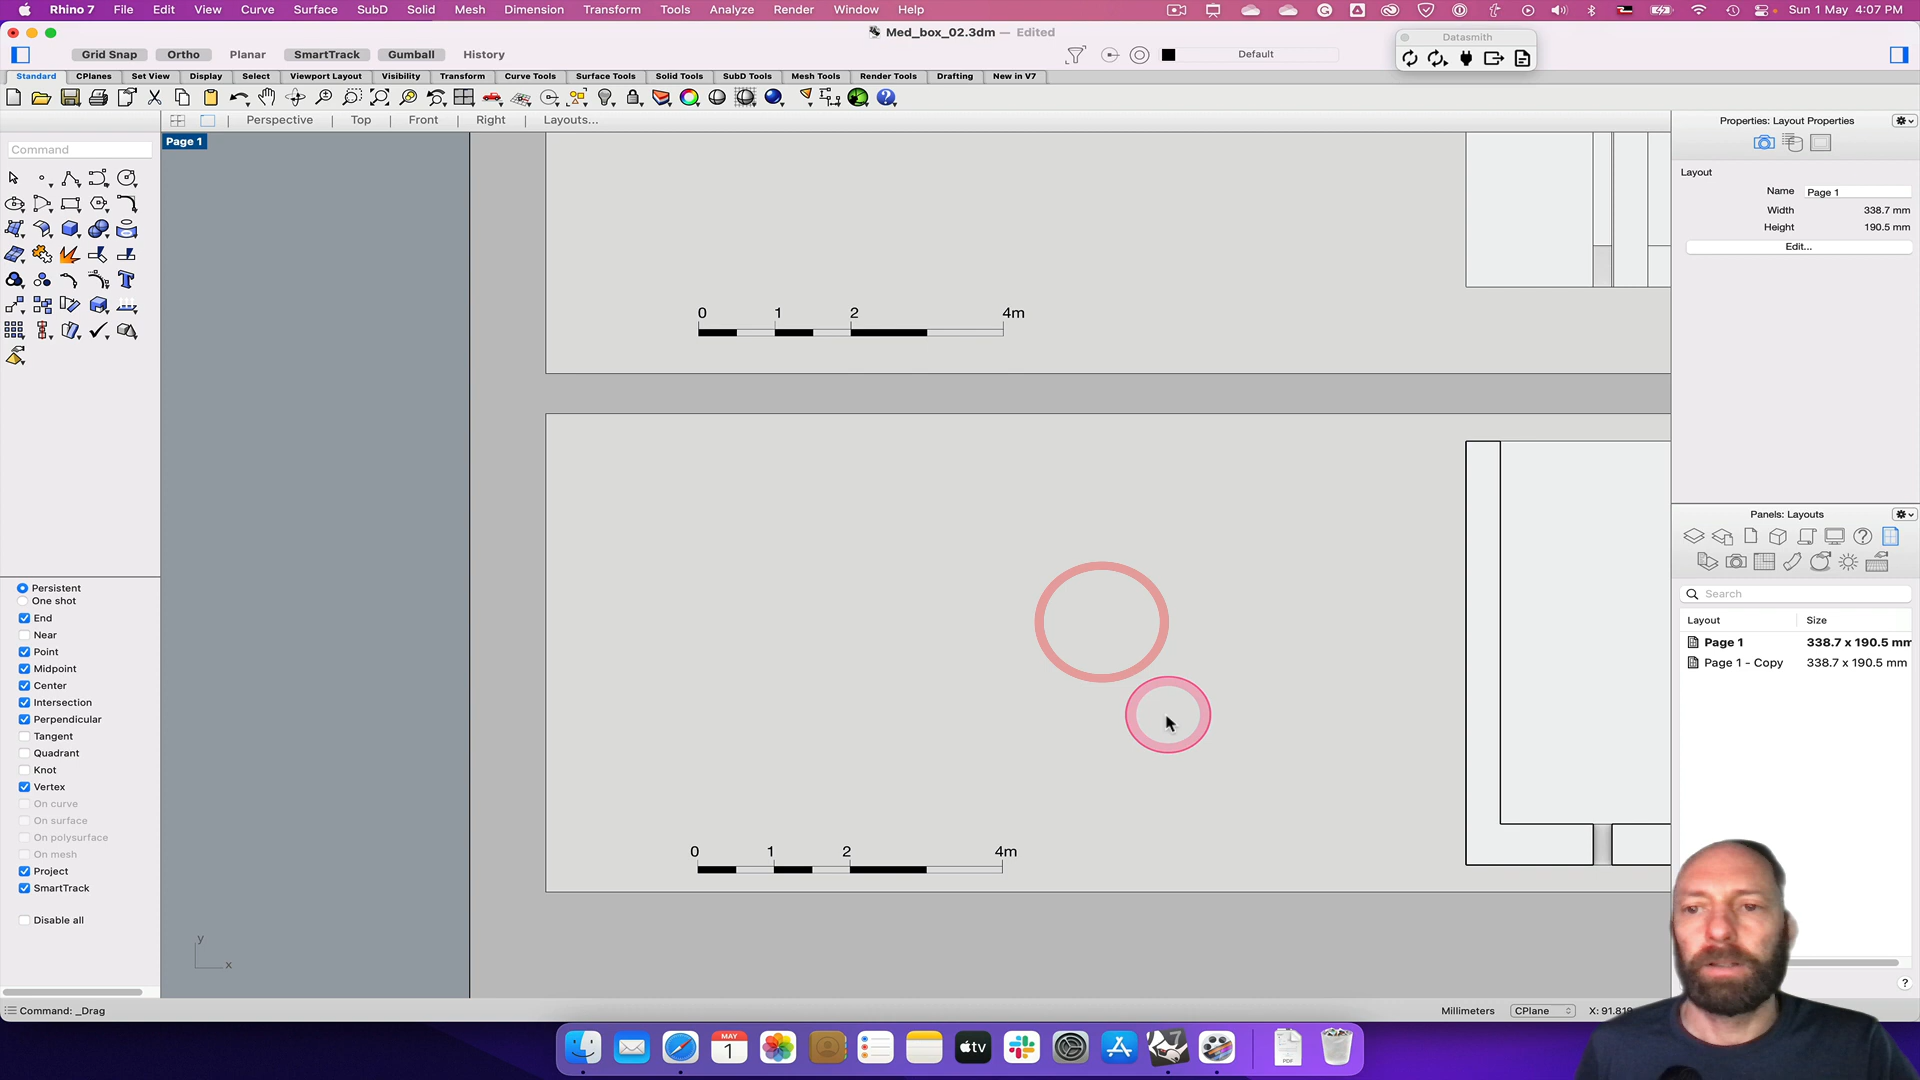 Rhino 7 File Edit View Curve Surface SubD Solid Mesh Dimension Transform Tools Analyze Render Window Help Sun 1 May 4:07 PM
Med_box_02.3dm — Edited
Datasmith
Grid Snap Ortho Planar SmartTrack Gumball History Default
Standard CPlanes Set View Display Select Viewport Layout Visibility Transform Curve Tools Surface Tools Solid Tools SubD Tools Mesh Tools Render Tools Drafting New in V7
Perspective Top Front Right Layouts...
Properties: Layout Properties
Page 1
Command
Layout
Name Page 1
Width 338.7 mm
Height 190.5 mm
Edit...
0 1 2 4m
Panels: Layouts
Search
Layout Size
Page 1 338.7 x 190.5 mm
Page 1 - Copy 338.7 x 190.5 mm
Persistent
One shot
End
Near
Point
Midpoint
Center
Intersection
Perpendicular
Tangent
Quadrant
Knot
Vertex
On curve
On surface
On polysurface
On mesh
Project
SmartTrack
Disable all
0 1 2 4m
y
x
Command: _Drag
Millimeters CPlane
MAY
1
tv
PDF